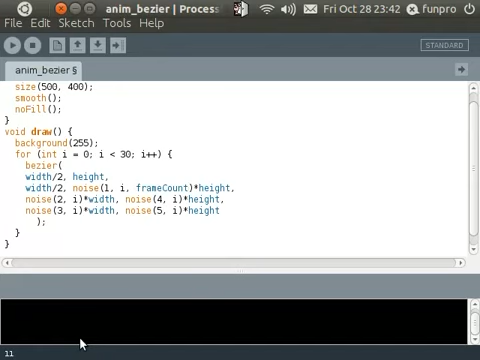 anim_bezier | Process
Fri Oct 28 23:42
funpro
File Edit Sketch Tools Help
STANDARD
anim_bezier §
size(500, 400);
smooth();
noFill();
}
void draw() {
background(255);
for (int i = 0; i < 30; i++) {
bezier(
width/2, height,
width/2, noise(1, i, frameCount)*height,
noise(2, i)*width, noise(4, i)*height,
noise(3, i)*width, noise(5, i)*height
);
}
}
11